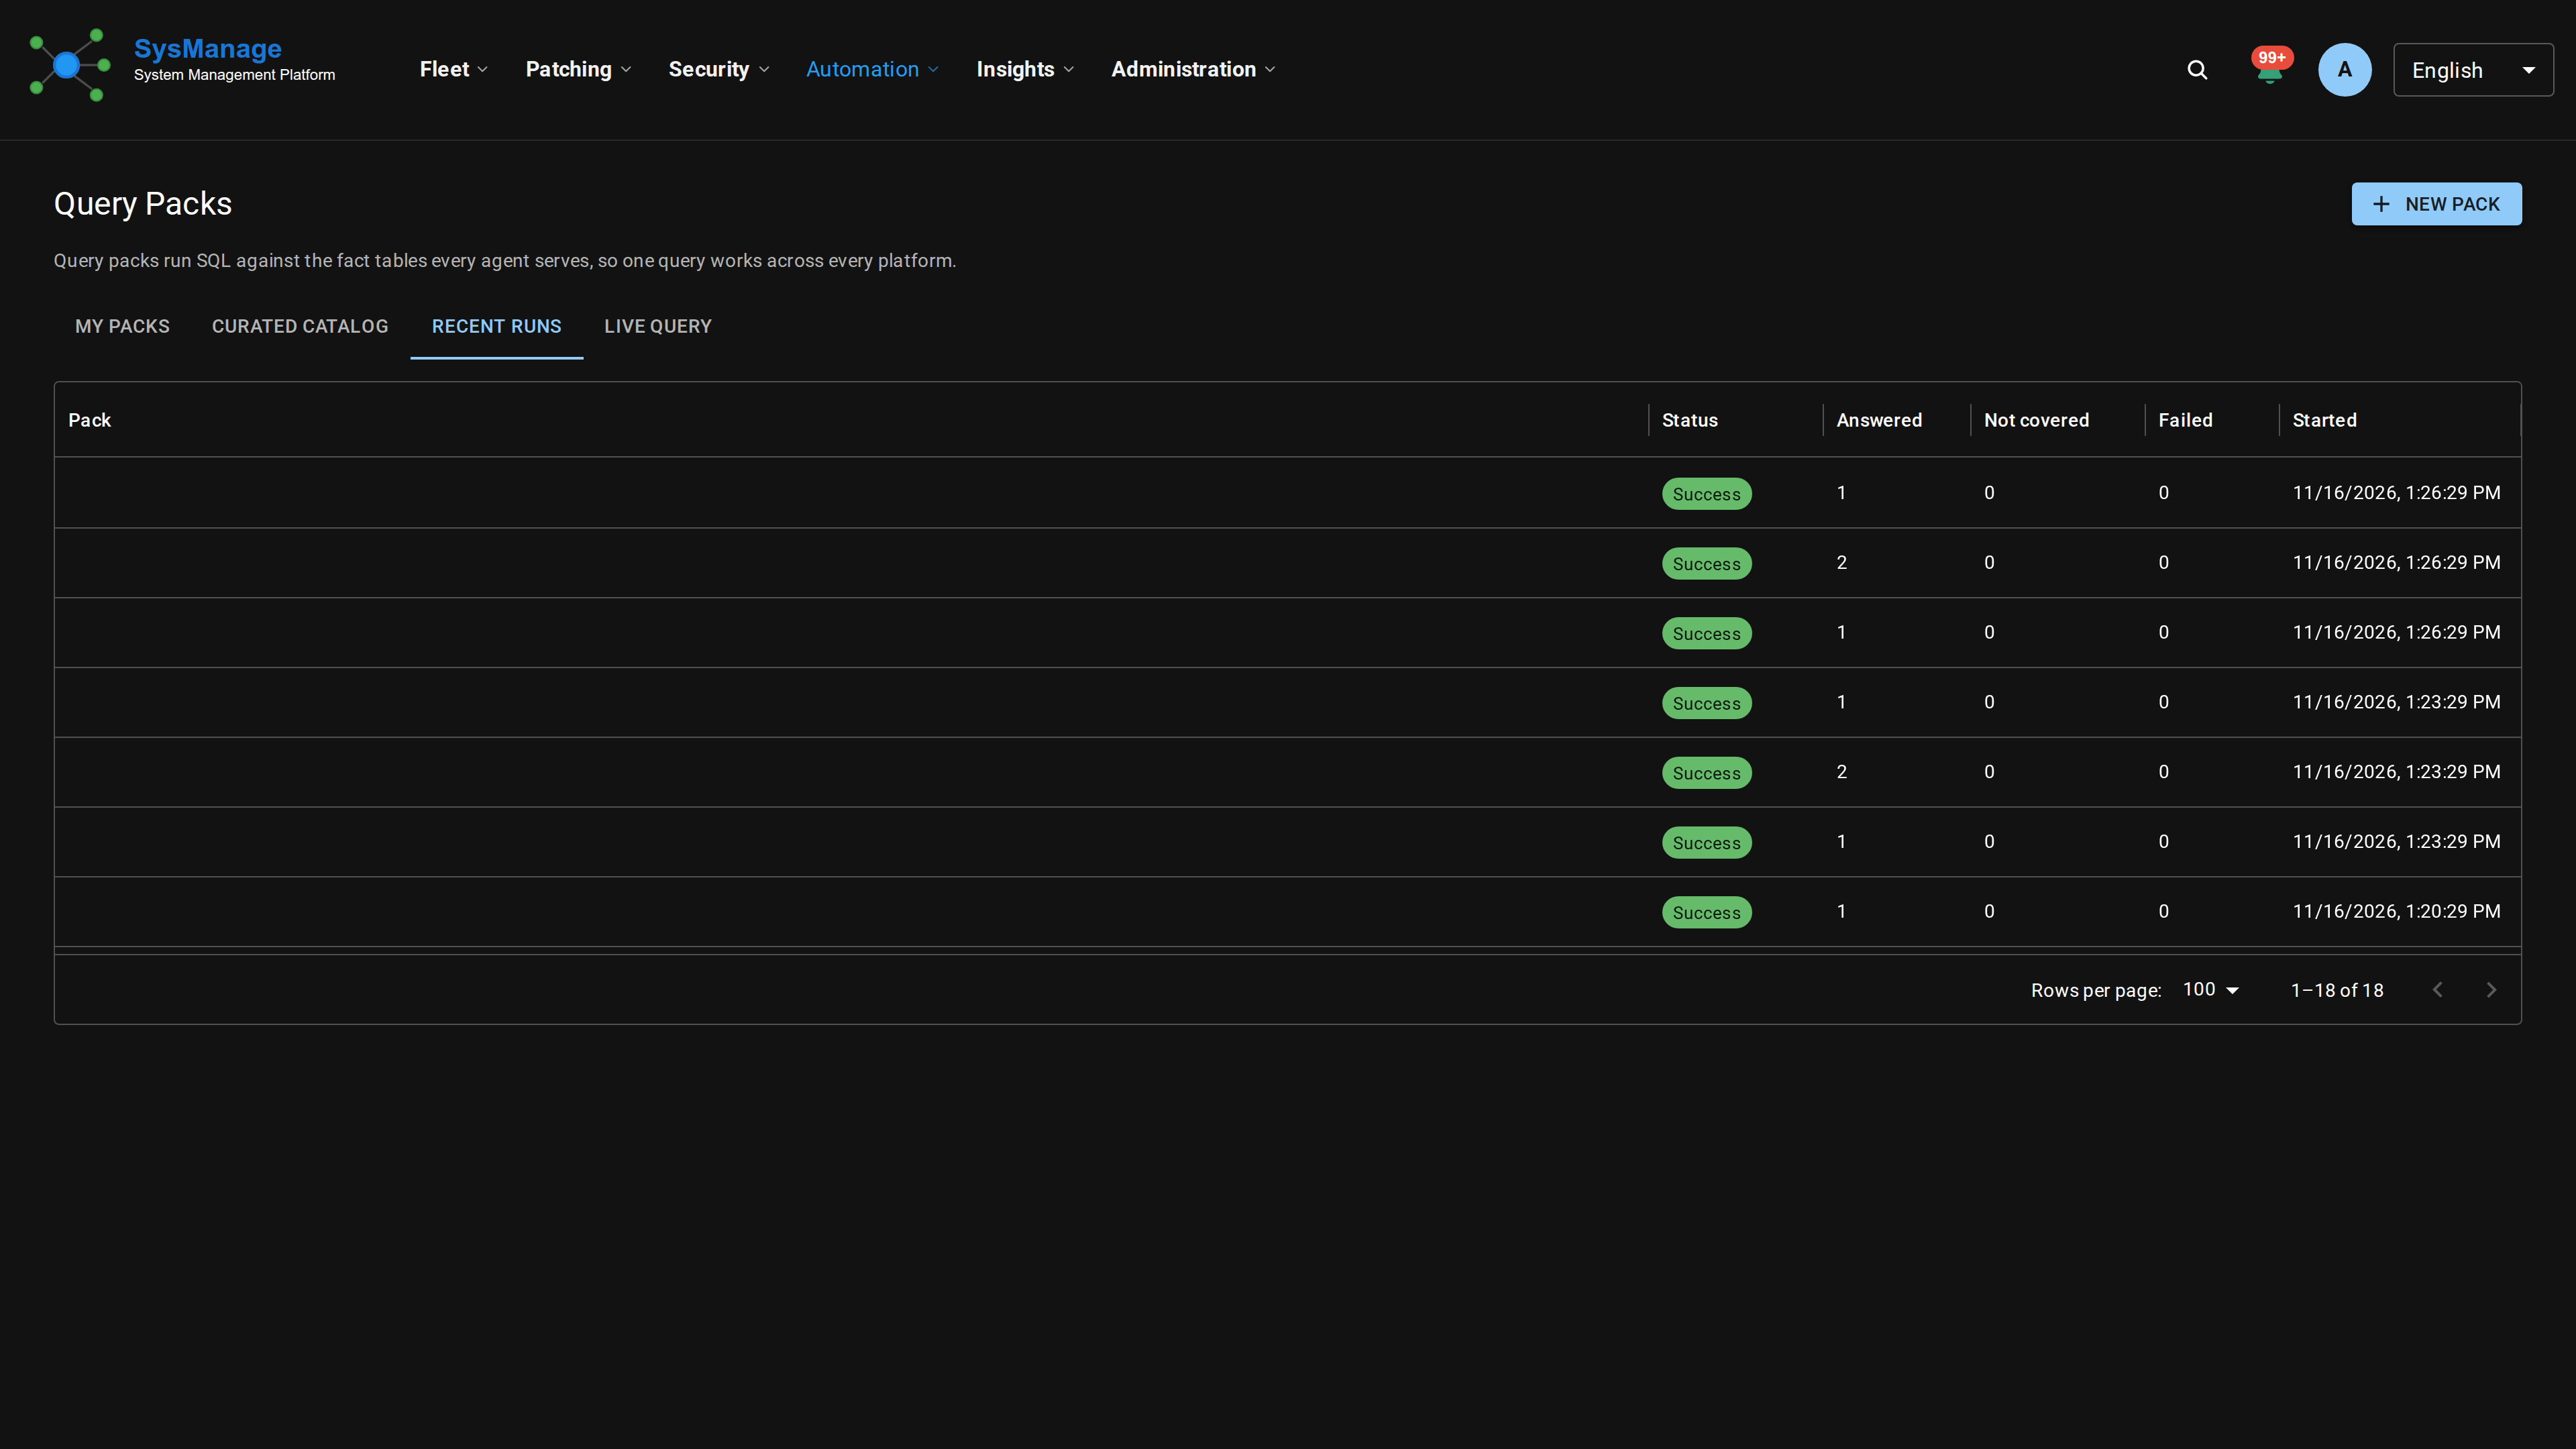 SysManage
System Management Platform
Fleet Patching Security Automation Insights Administration
99+
A
English
Query Packs
NEW PACK
Query packs run SQL against the fact tables every agent serves, so one query works across every platform.
MY PACKS CURATED CATALOG RECENT RUNS LIVE QUERY
Pack Status Answered Not covered Failed Started
Success 1 0 0 11/16/2026, 1:26:29 PM
Success 2 0 0 11/16/2026, 1:26:29 PM
Success 1 0 0 11/16/2026, 1:26:29 PM
Success 1 0 0 11/16/2026, 1:23:29 PM
Success 2 0 0 11/16/2026, 1:23:29 PM
Success 1 0 0 11/16/2026, 1:23:29 PM
Success 1 0 0 11/16/2026, 1:20:29 PM
Rows per page: 100 1–18 of 18